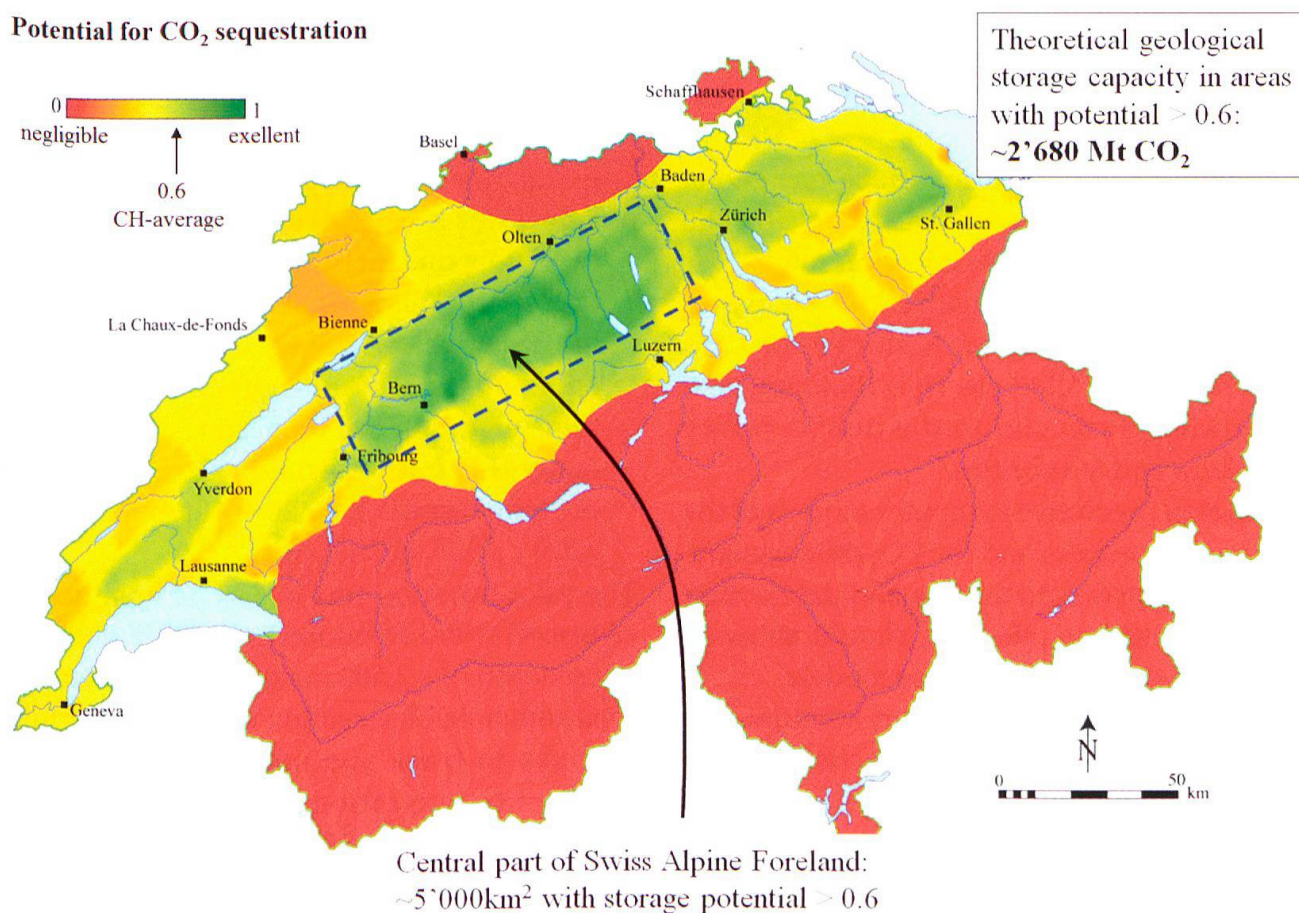 Potential for CO₂ sequestration
0
1
negligible
exellent
0.6
CH-average
Theoretical geological
storage capacity in areas
with potential > 0.6:
~2'680 Mt CO₂
Schaffhausen
Basel
Baden
Zürich
St. Gallen
Olten
La Chaux-de-Fonds
Bienne
Luzern
Bern
Fribourg
Yverdon
Lausanne
Geneva
N
0
50
km
Central part of Swiss Alpine Foreland:
~5'000km² with storage potential > 0.6